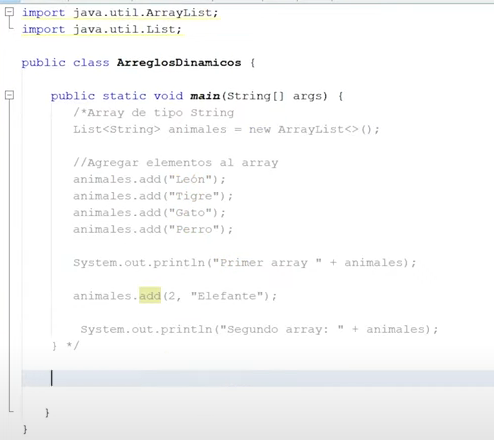 import java.util.ArrayList;
import java.util.List;
public class ArreglosDinamicos {
public static void main(String[] args) {
/*Array de tipo String
List<String> animales = new ArrayList<>();
//Agregar elementos al array
animales.add("León");
animales.add("Tigre");
animales.add("Gato");
animales.add("Perro");
System.out.println("Primer array " + animales);
animales.add(2, "Elefante");
System.out.println("Segundo array: " + animales);
} */
}
}